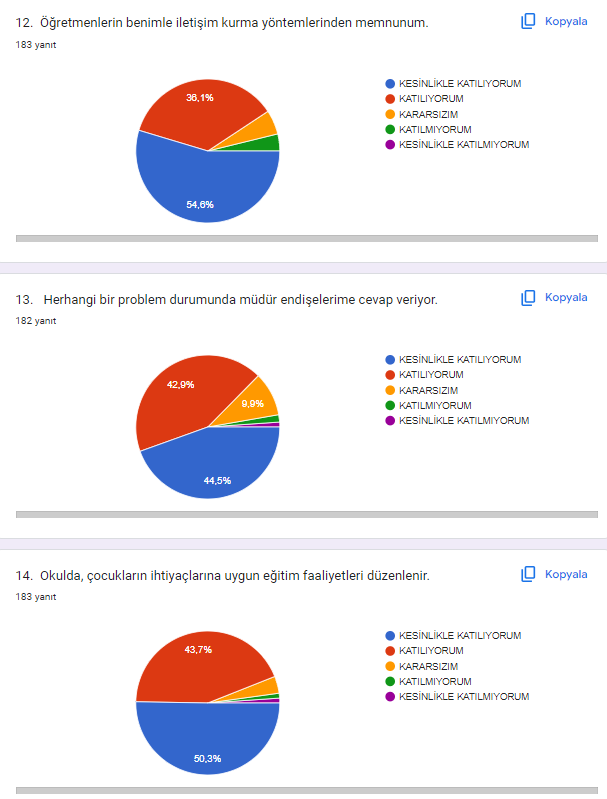 12. Öğretmenlerin benimle iletişim kurma yöntemlerinden memnunum.
Kopyala
183 yanıt
36,1%
54,6%
KESİNLİKLE KATILIYORUM
KATILIYORUM
KARARSIZIM
KATILMIYORUM
KESİNLİKLE KATILMIYORUM
13. Herhangi bir problem durumunda müdür endişelerime cevap veriyor.
Kopyala
182 yanıt
42,9%
9,9%
44,5%
KESİNLİKLE KATILIYORUM
KATILIYORUM
KARARSIZIM
KATILMIYORUM
KESİNLİKLE KATILMIYORUM
14. Okulda, çocukların ihtiyaçlarına uygun eğitim faaliyetleri düzenlenir.
Kopyala
183 yanıt
43,7%
50,3%
KESİNLİKLE KATILIYORUM
KATILIYORUM
KARARSIZIM
KATILMIYORUM
KESİNLİKLE KATILMIYORUM